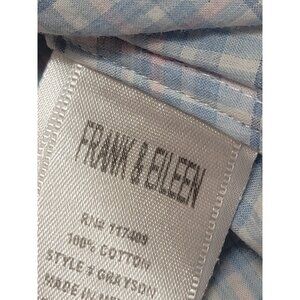 FRANK & EILEEN
RN# 117409
100% COTTON
STYLE # GRAYSON
MADE IN